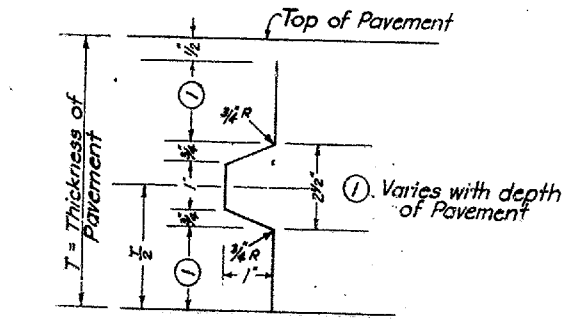 Top of Pavement
1/2"
1
3/4" R
3/4"
1"
3/4"
2 1/2"
1 Varies with depth
of Pavement
T = Thickness of
Pavement
T/2
1
3/4" R
1"